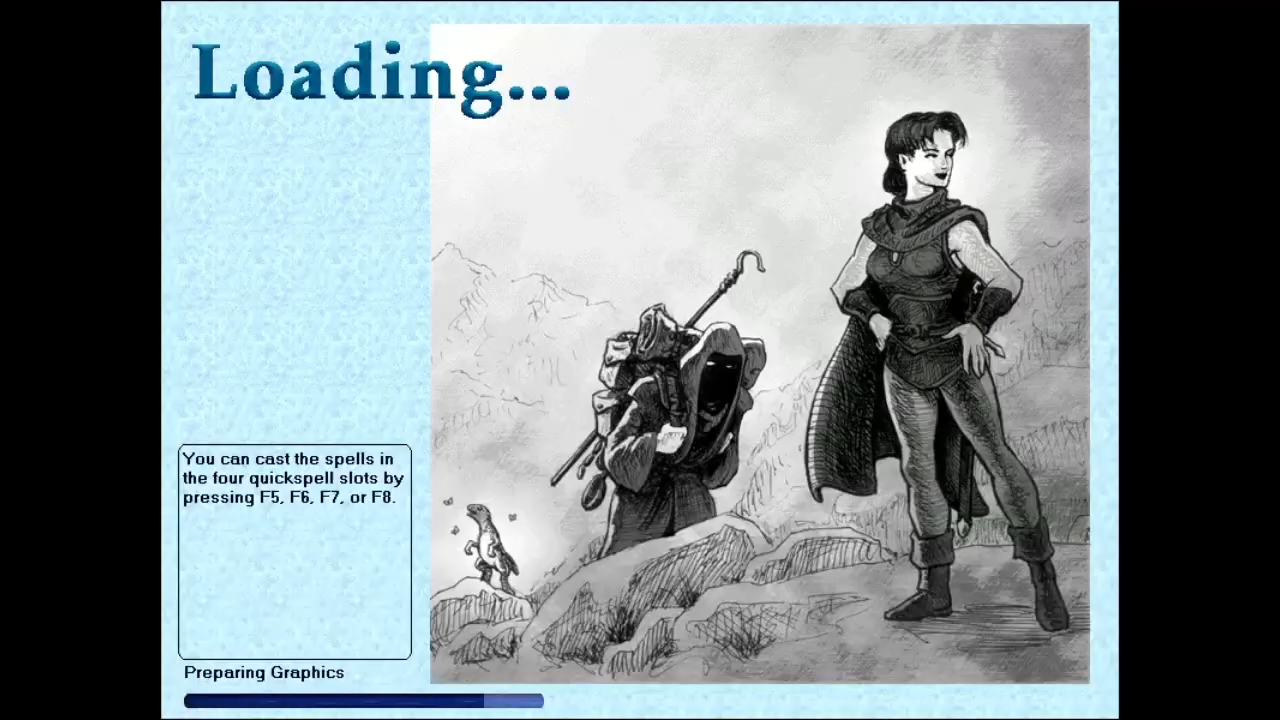 Loading...
You can cast the spells in
the four quickspell slots by
pressing F5, F6, F7, or F8.
Preparing Graphics